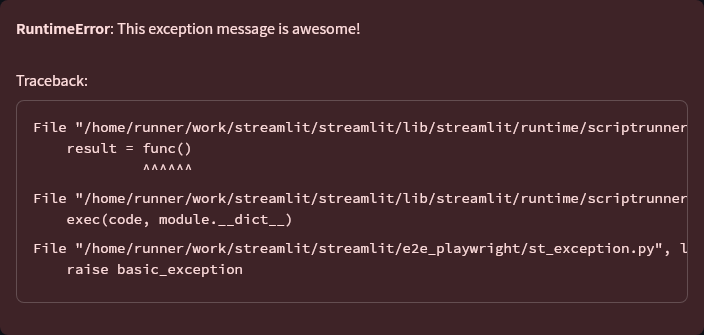 RuntimeError: This exception message is awesome!
Traceback:
File "/home/runner/work/streamlit/streamlit/lib/streamlit/runtime/scriptrunner
    result = func()
             ^^^^^^
File "/home/runner/work/streamlit/streamlit/lib/streamlit/runtime/scriptrunner
    exec(code, module.__dict__)
File "/home/runner/work/streamlit/streamlit/e2e_playwright/st_exception.py", l
    raise basic_exception